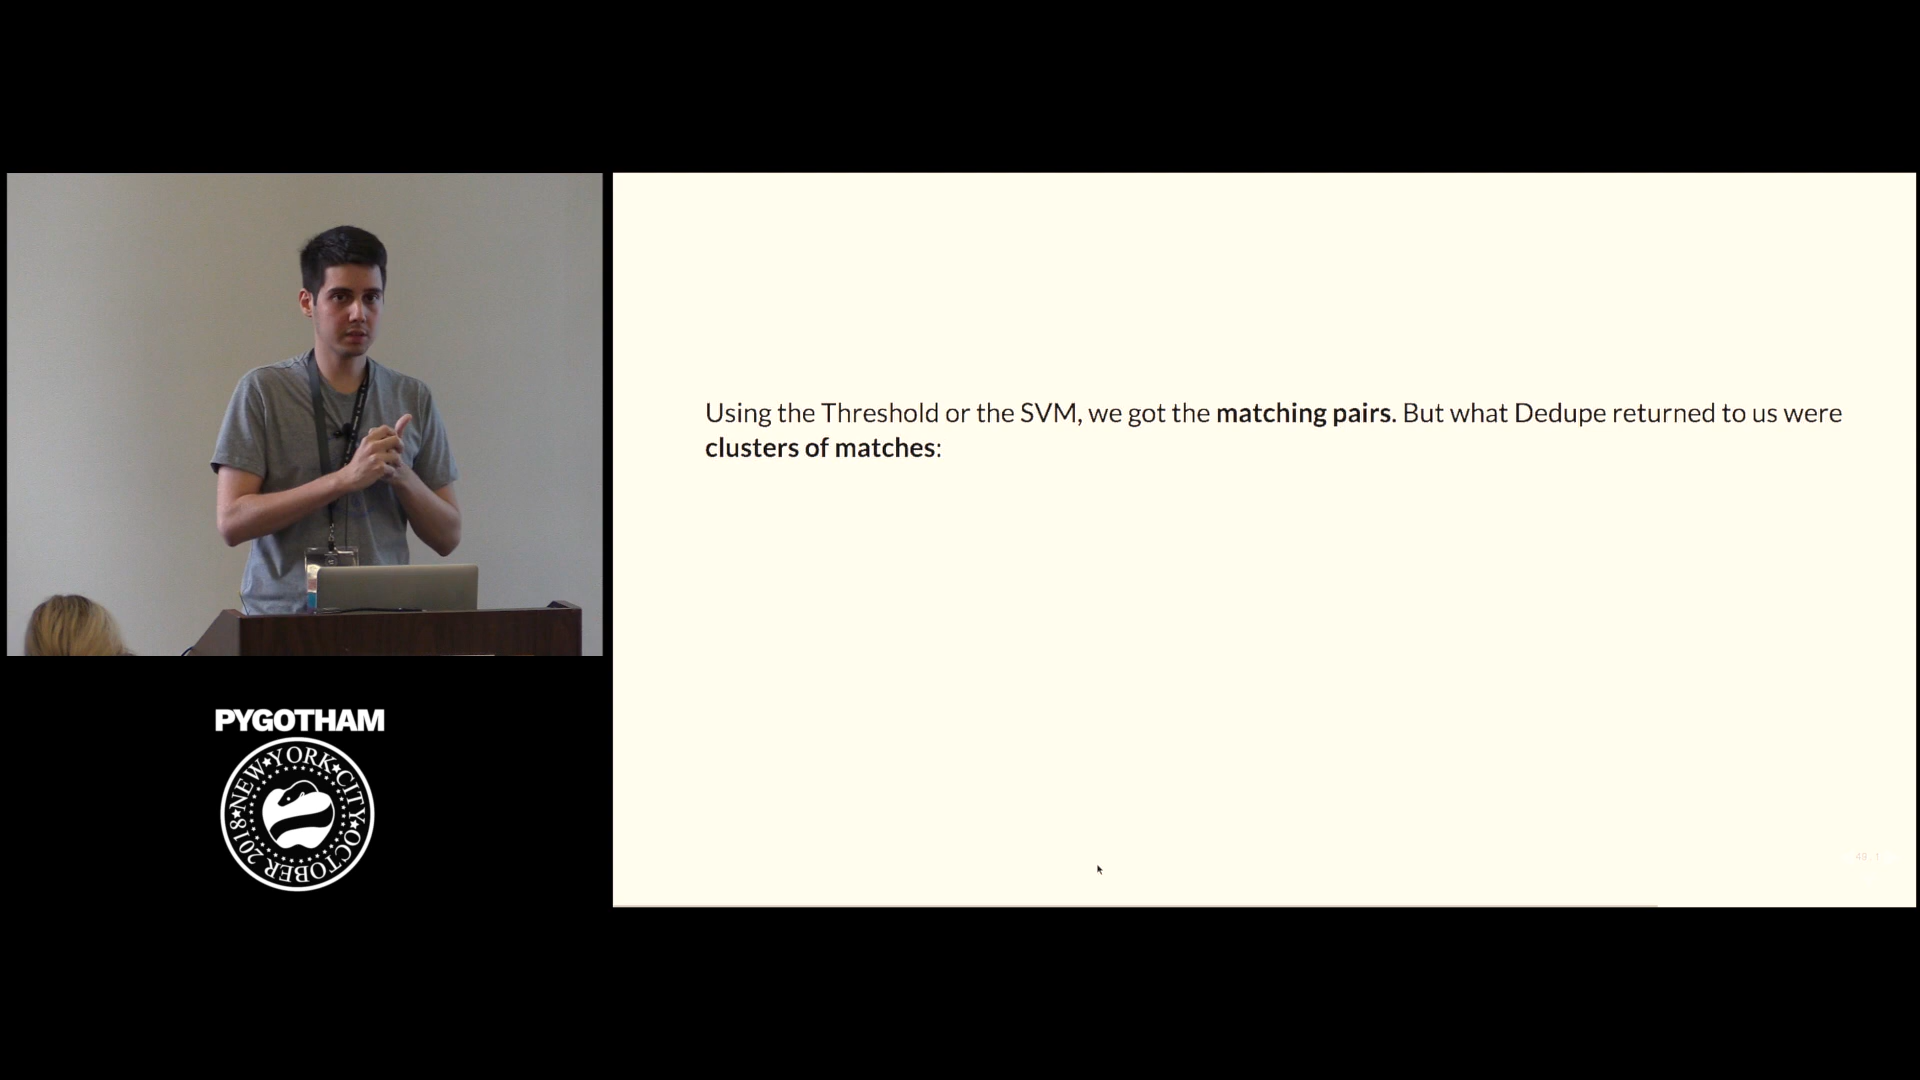 Using the Threshold or the SVM, we got the matching pairs. But what Dedupe returned to us were
clusters of matches:
PYGOTHAM
NEW★YORK★CITY★OCTOBER 2018★